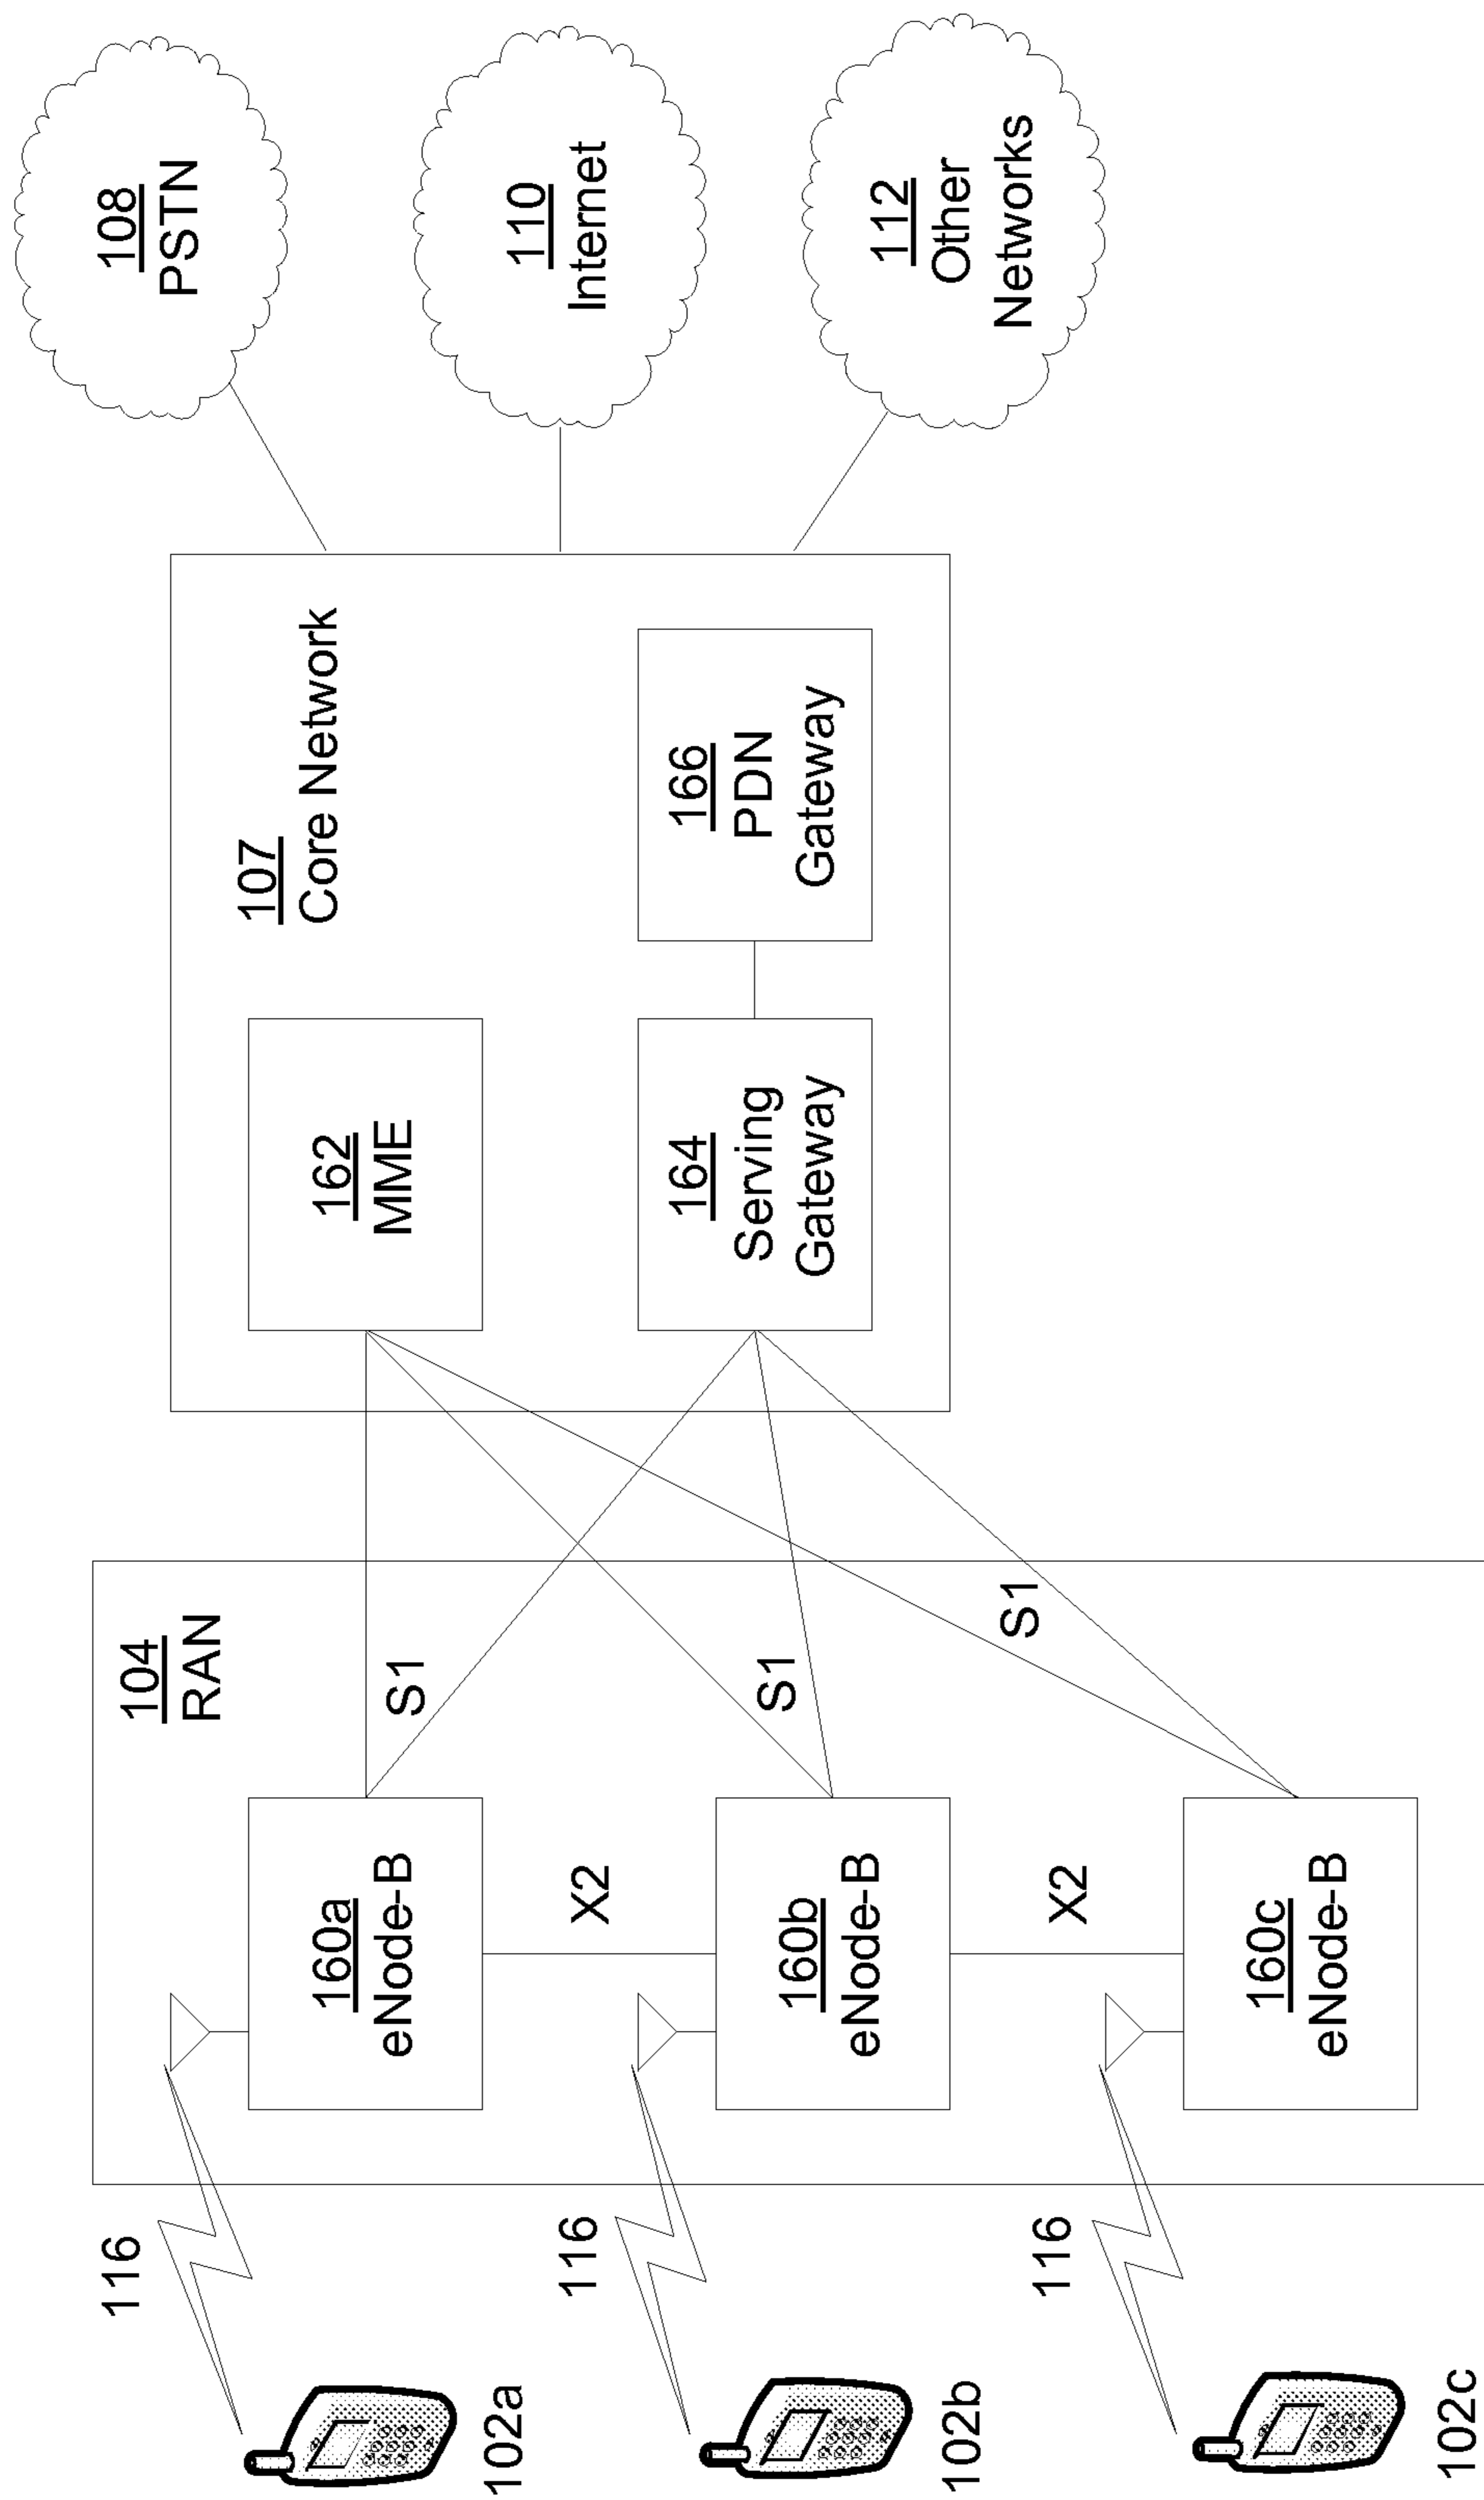 108
PSTN
110
Internet
112
Other
Networks
107
Core Network
162
MME
166
PDN
Gateway
164
Serving
Gateway
104
RAN
S1
S1
S1
160a
eNode-B
X2
160b
eNode-B
X2
160c
eNode-B
116
116
116
102a
102b
102c